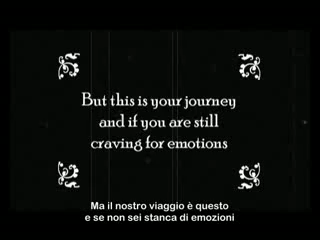 But this is your journey
and if you are still
craving for emotions
Ma il nostro viaggio è questo
e se non sei stanca di emozioni